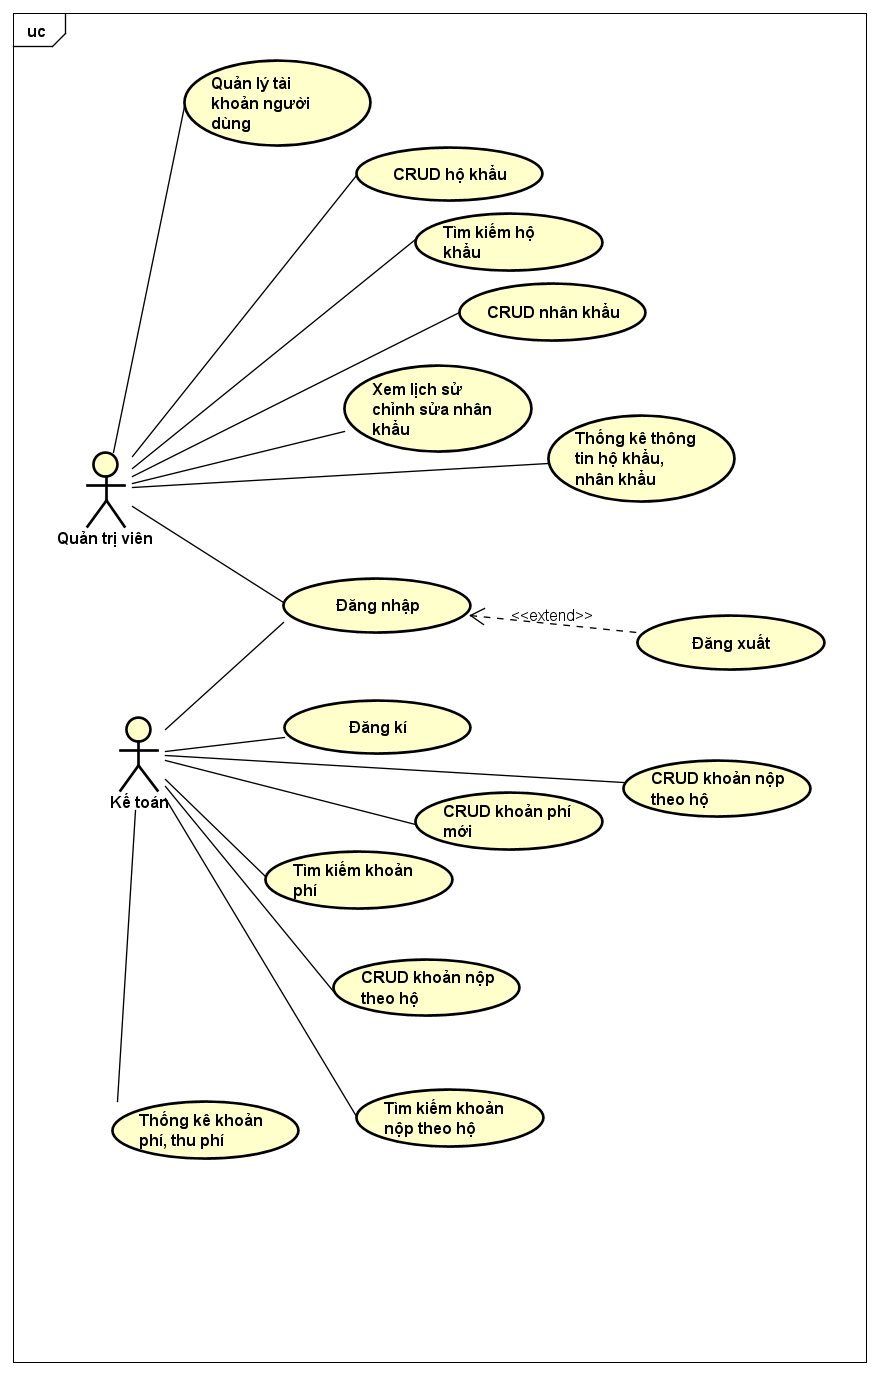 uc
Quản lý tài
khoản người
dùng
CRUD hộ khẩu
Tìm kiếm hộ
khẩu
CRUD nhân khẩu
Xem lịch sử
chỉnh sửa nhân
khẩu
Thống kê thông
tin hộ khẩu,
nhân khẩu
Quản trị viên
Đăng nhập
<<extend>>
Đăng xuất
Đăng kí
Kế toán
CRUD khoản nộp
theo hộ
CRUD khoản phí
mới
Tìm kiếm khoản
phí
CRUD khoản nộp
theo hộ
Tìm kiếm khoản
nộp theo hộ
Thống kê khoản
phí, thu phí